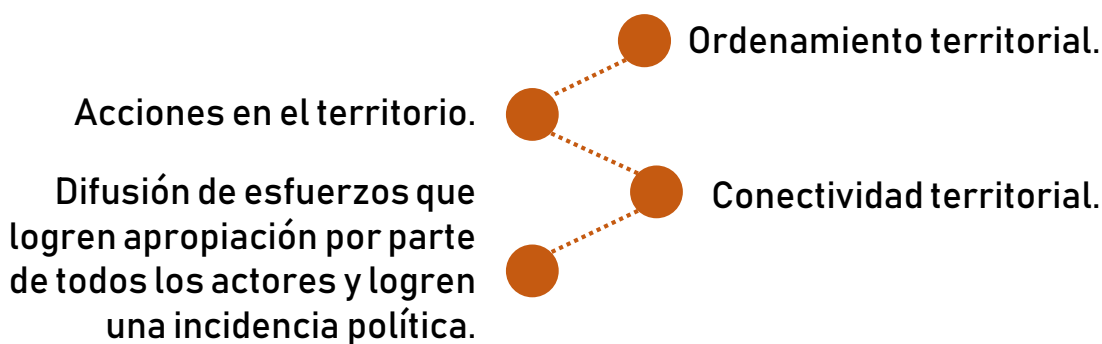 Ordenamiento territorial.
Acciones en el territorio.
Conectividad territorial.
Difusión de esfuerzos que
logren apropiación por parte
de todos los actores y logren
una incidencia política.